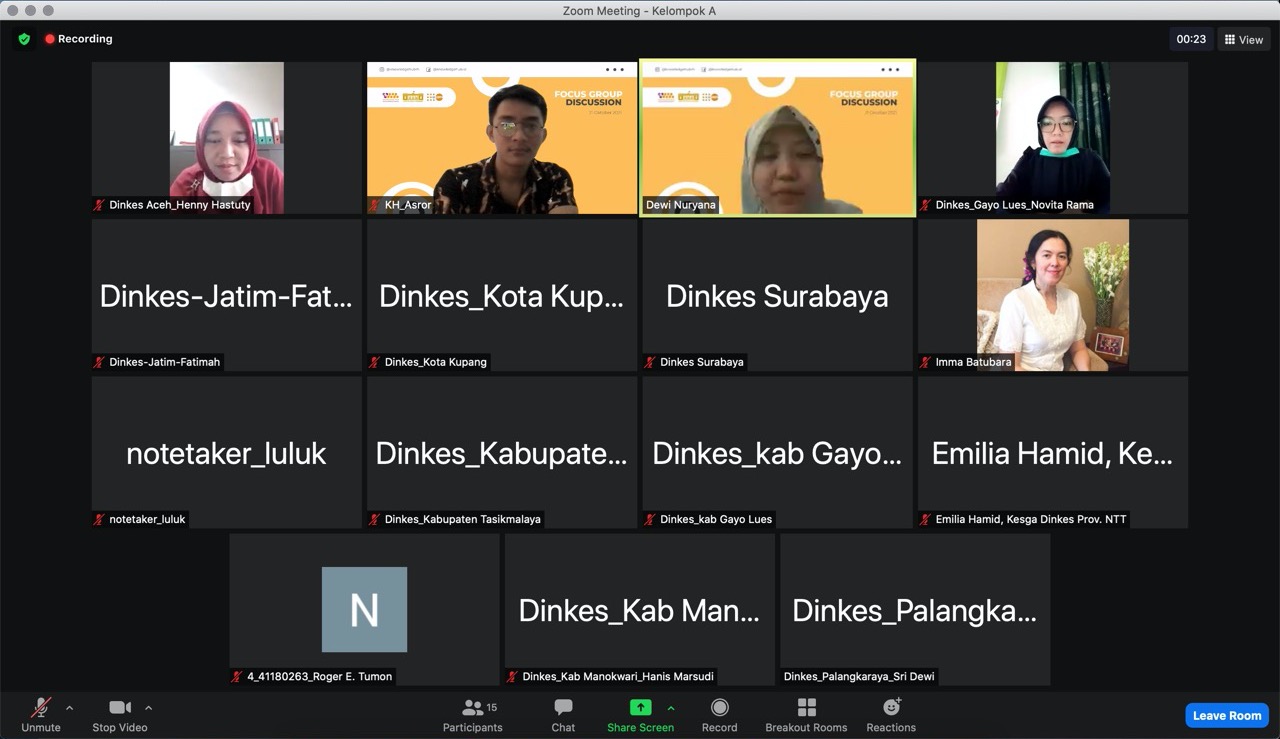 Zoom Meeting - Kelompok A
Recording
00:23
View
FOCUS GROUP
DISCUSSION
FOCUS GROUP
DISCUSSION
Dinkes Aceh_Henny Hastuty
KH_Asror
Dewi Nuryana
Dinkes_Gayo Lues_Novita Rama
Dinkes-Jatim-Fat...
Dinkes_Kota Kup...
Dinkes Surabaya
Dinkes-Jatim-Fatimah
Dinkes_Kota Kupang
Dinkes Surabaya
Imma Batubara
notetaker_luluk
Dinkes_Kabupate...
Dinkes_kab Gayo...
Emilia Hamid, Ke...
notetaker_luluk
Dinkes_Kabupaten Tasikmalaya
Dinkes_kab Gayo Lues
Emilia Hamid, Kesga Dinkes Prov. NTT
N
Dinkes_Kab Man...
Dinkes_Palangka...
4_41180263_Roger E. Tumon
Dinkes_Kab Manokwari_Hanis Marsudi
Dinkes_Palangkaraya_Sri Dewi
Unmute
Stop Video
15
Participants
Chat
Share Screen
Record
Breakout Rooms
Reactions
Leave Room